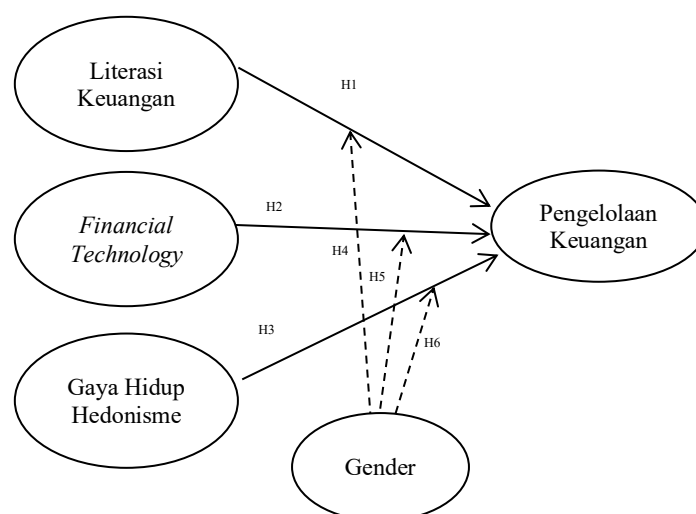 Literasi
Keuangan
H1
Financial
Technology
H2
Pengelolaan
Keuangan
H4
H5
H3
H6
Gaya Hidup
Hedonisme
Gender